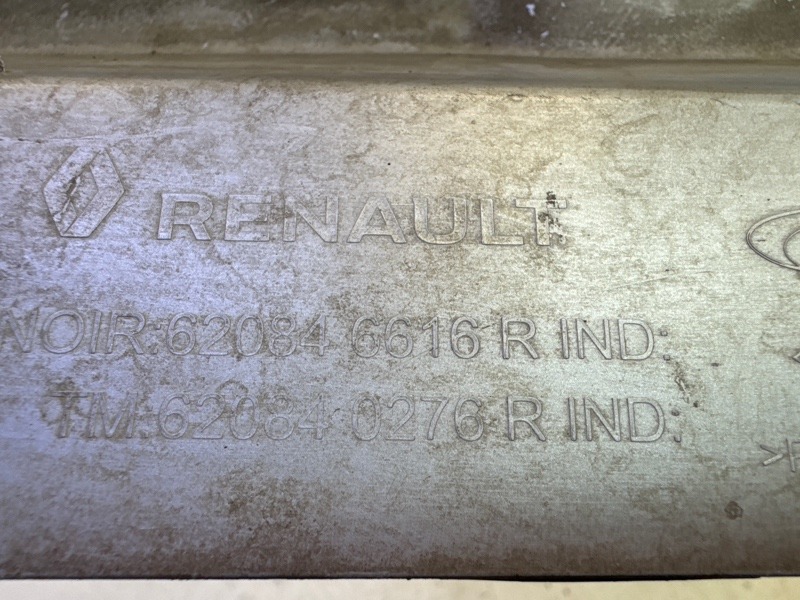 RENAULT
NOIR:62084 6616 R IND:
TM:62084 0276 R IND: